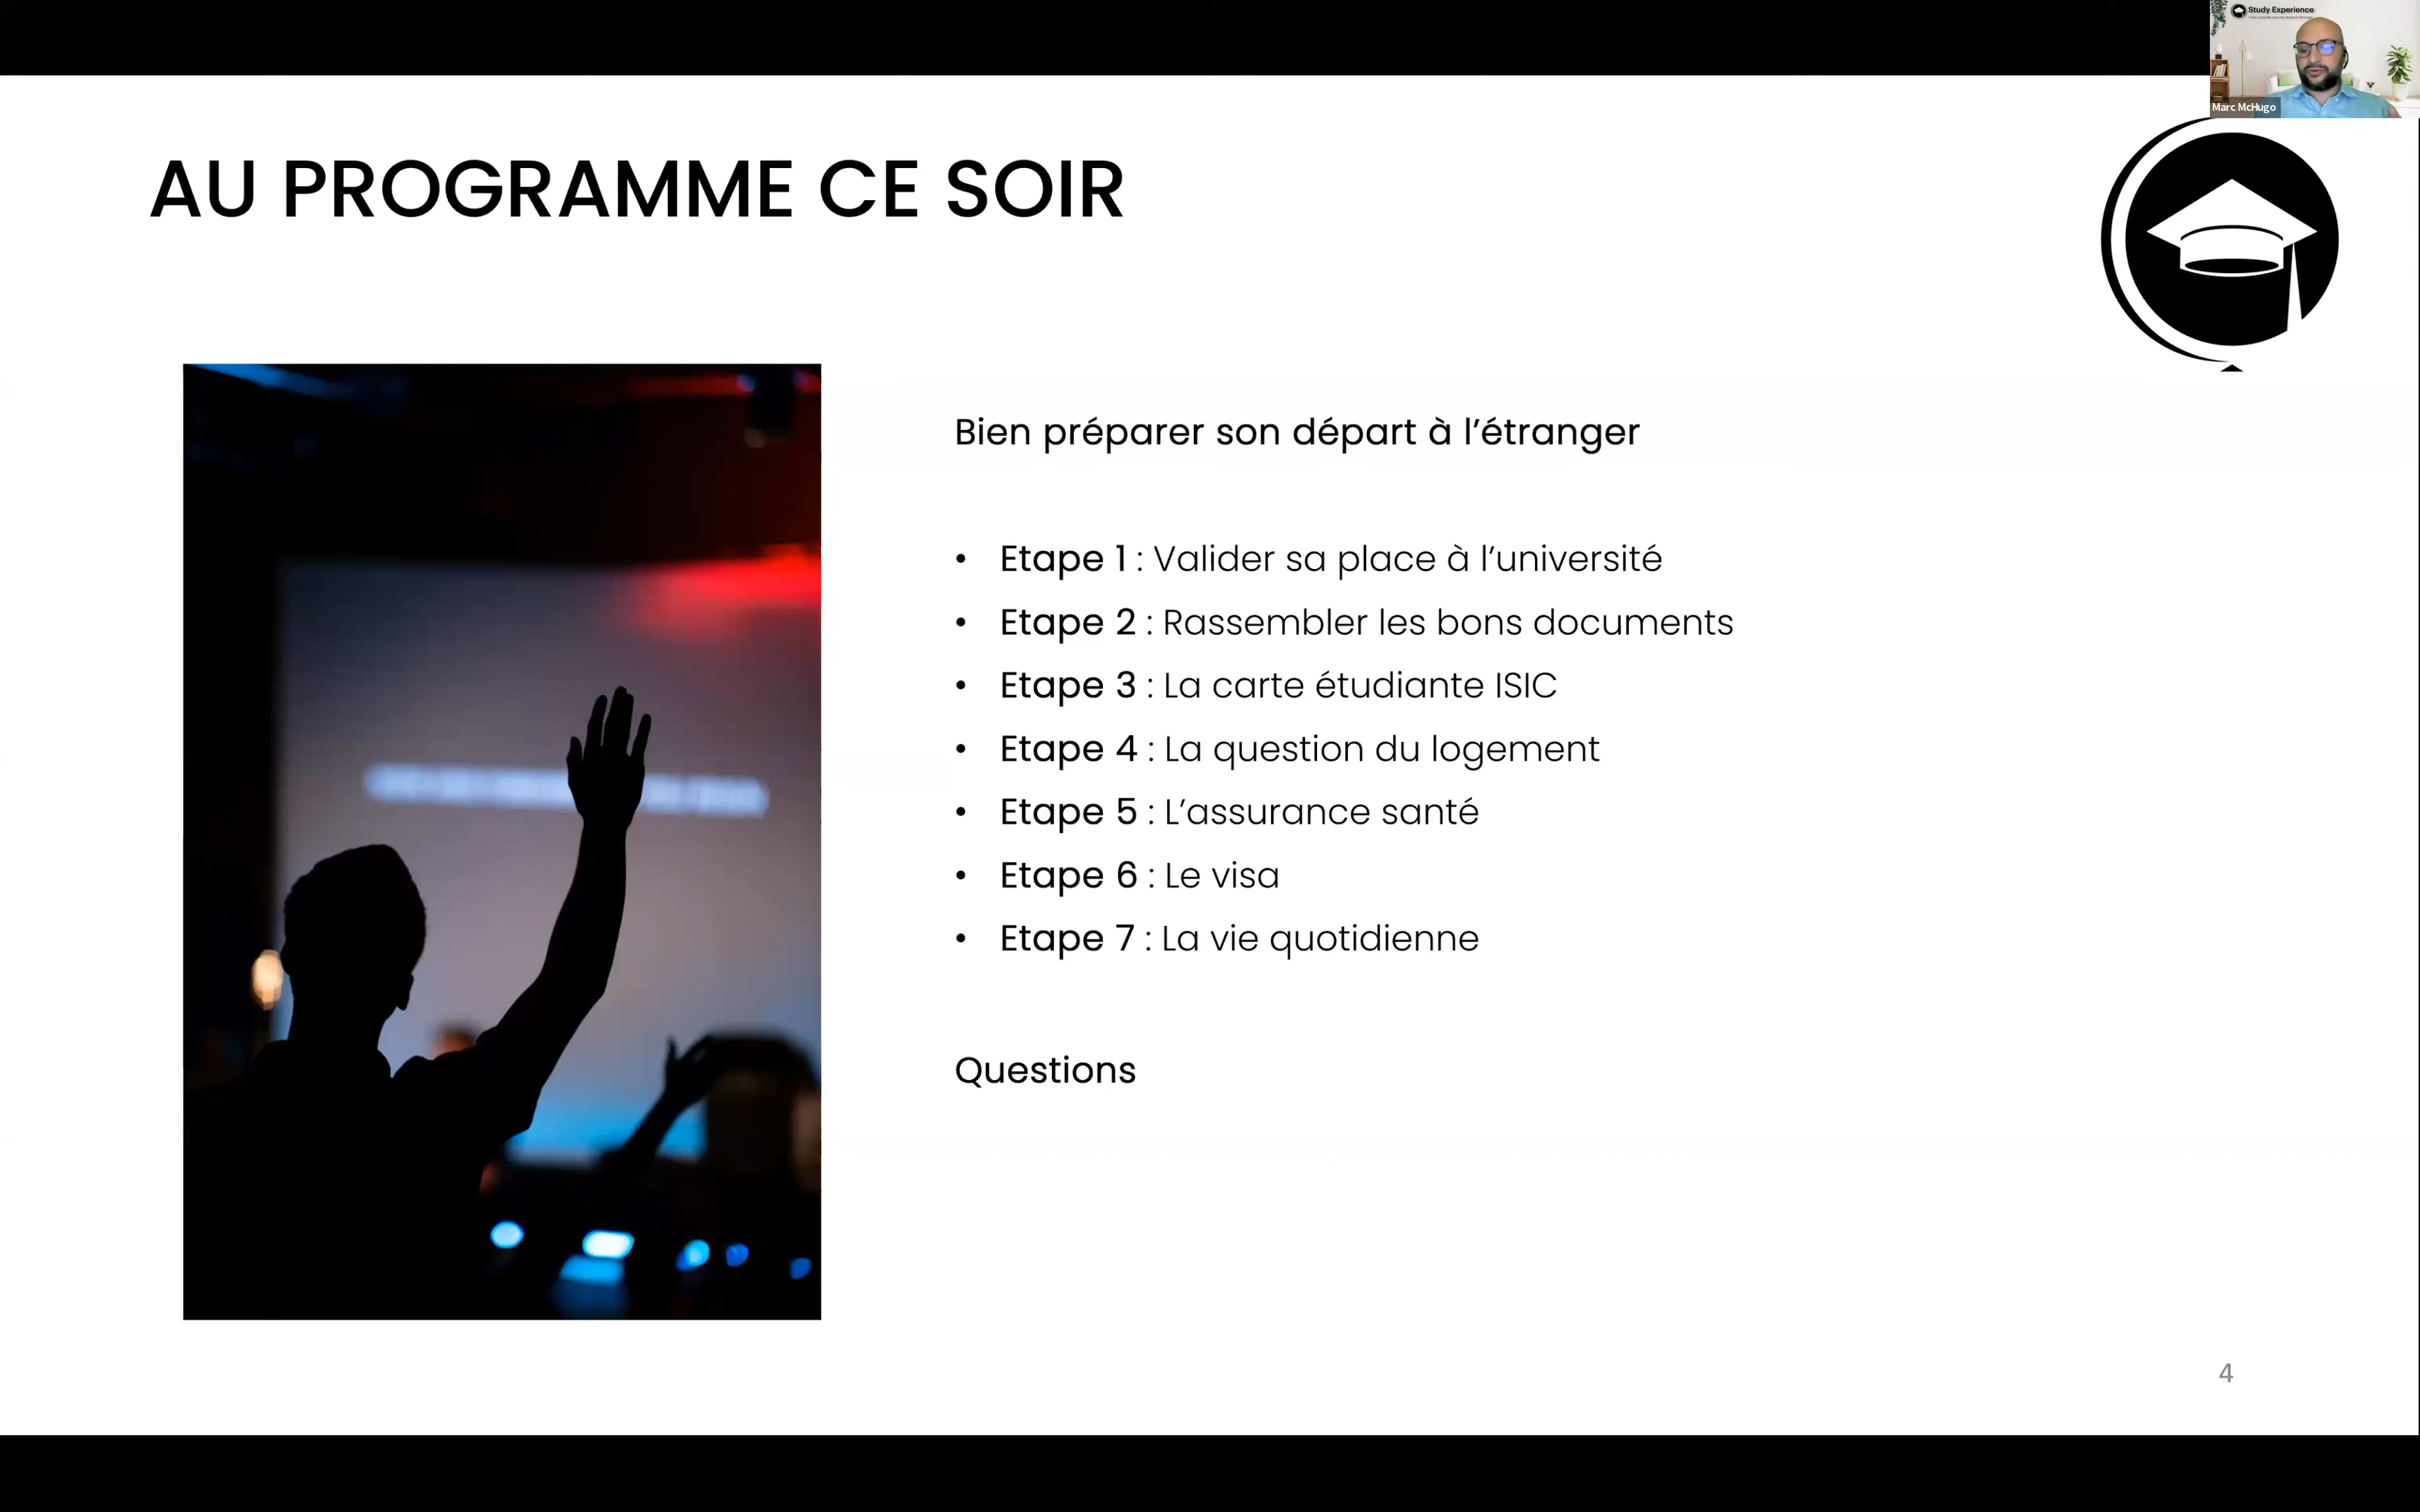 Study Experience
Marc McHugo
AU PROGRAMME CE SOIR
Bien préparer son départ à l’étranger
• Etape 1 : Valider sa place à l’université
• Etape 2 : Rassembler les bons documents
• Etape 3 : La carte étudiante ISIC
• Etape 4 : La question du logement
• Etape 5 : L’assurance santé
• Etape 6 : Le visa
• Etape 7 : La vie quotidienne
Questions
4